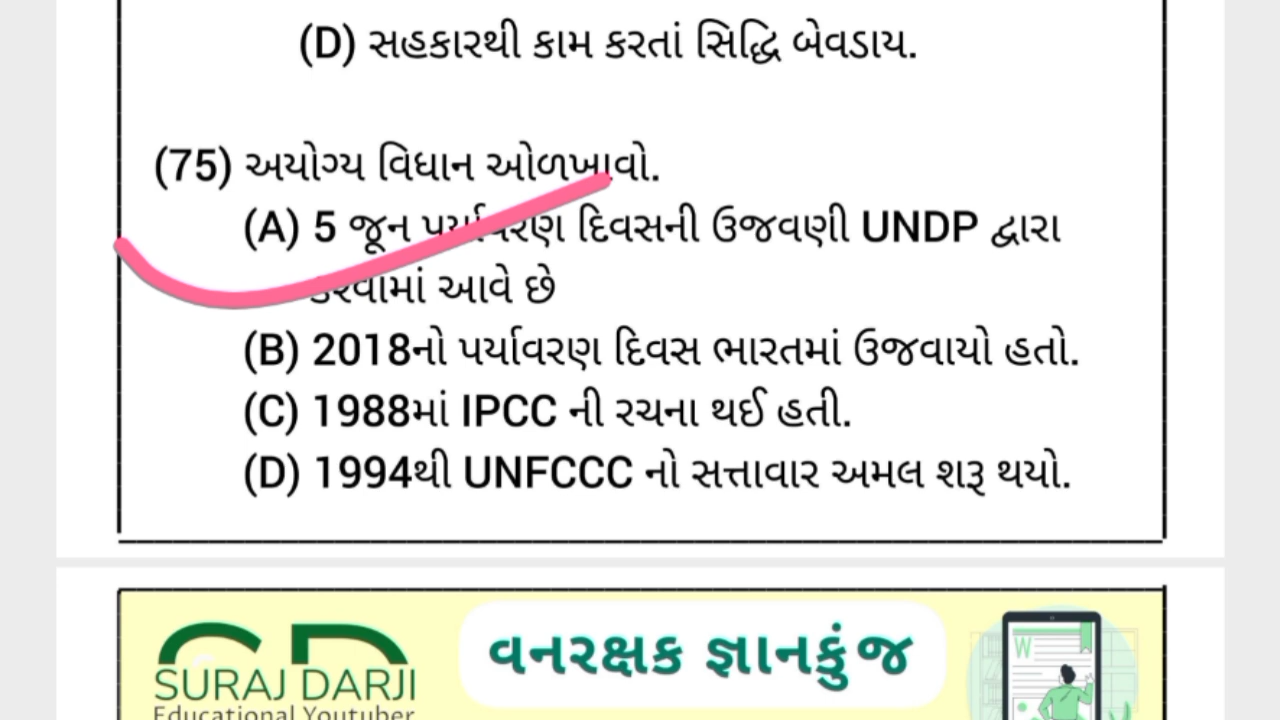 (D) સહકારથી કામ કરતાં સિદ્ધિ બેવડાય.
(75) અયોગ્ય વિધાન ઓળખાવો.
(A) 5 જૂન પર્યાવરણ દિવસની ઉજવણી UNDP દ્વારા
કરવામાં આવે છે
(B) 2018નો પર્યાવરણ દિવસ ભારતમાં ઉજવાયો હતો.
(C) 1988માં IPCC ની રચના થઈ હતી.
(D) 1994થી UNFCCC નો સત્તાવાર અમલ શરૂ થયો.
SURAJ DARJI
Educational Youtuber
વનરક્ષક જ્ઞાનકુંજ
W